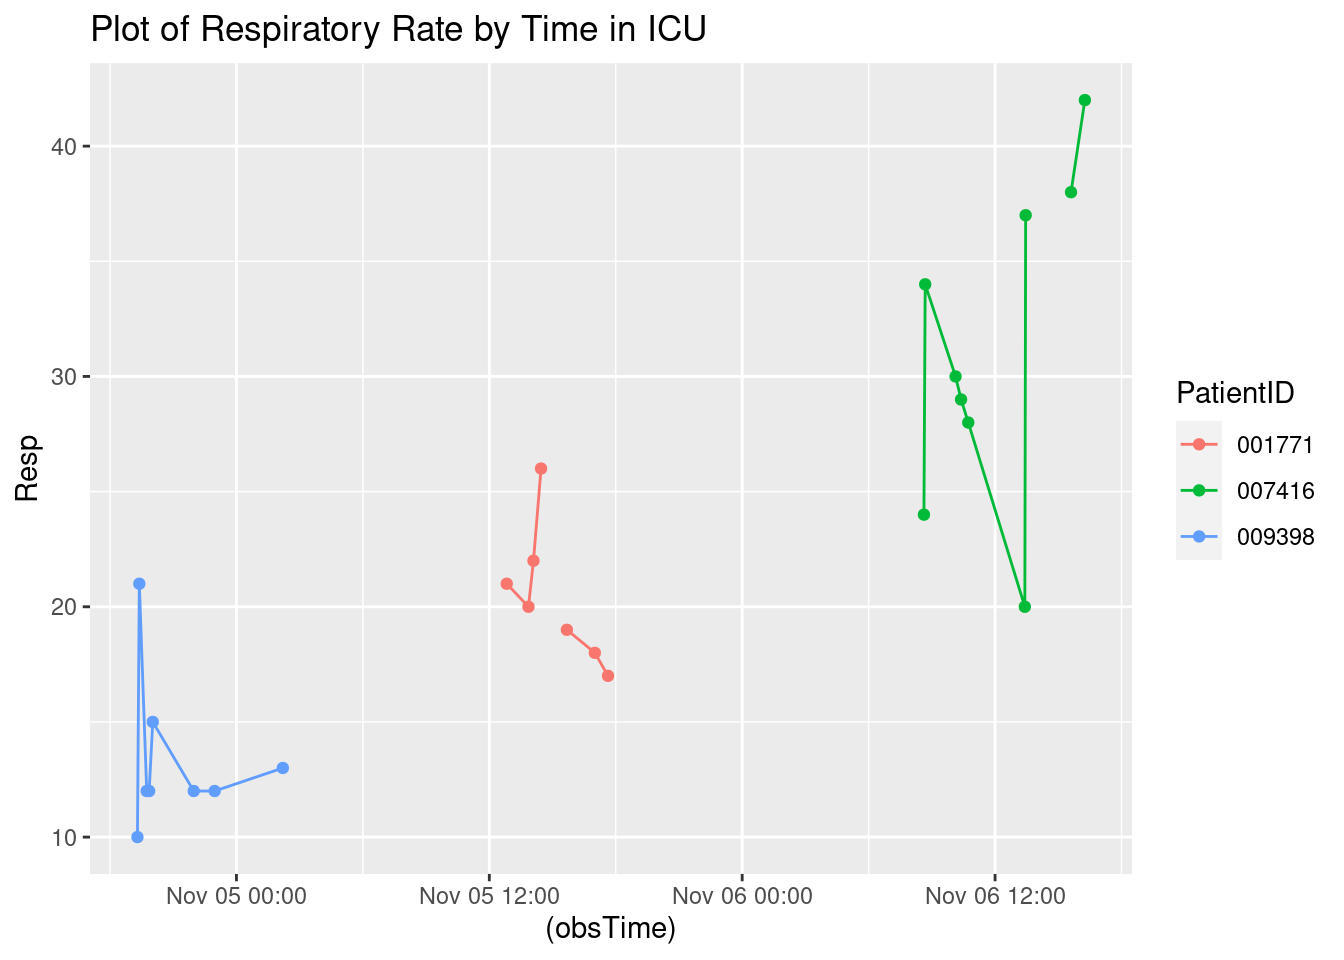 Plot of Respiratory Rate by Time in ICU
40
30
20
10
Resp
Nov 05 00:00
Nov 05 12:00
Nov 06 00:00
Nov 06 12:00
(obsTime)
PatientID
001771
007416
009398